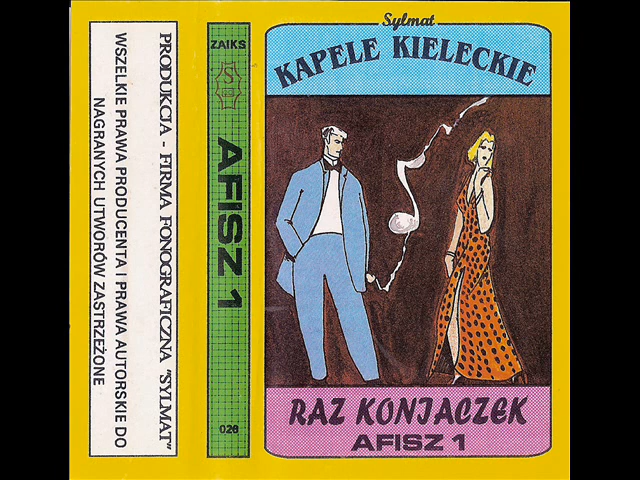 PRODUKCJA - FIRMA FONOGRAFICZNA "SYLMAT"
WSZELKIE PRAWA PRODUCENTA I PRAWA AUTORSKIE DO
NAGRANYCH UTWORÓW ZASTRZEŻONE
ZAIKS
S
AFISZ 1
028
Sylmat
KAPELE KIELECKIE
RAZ KONIACZEK
AFISZ 1